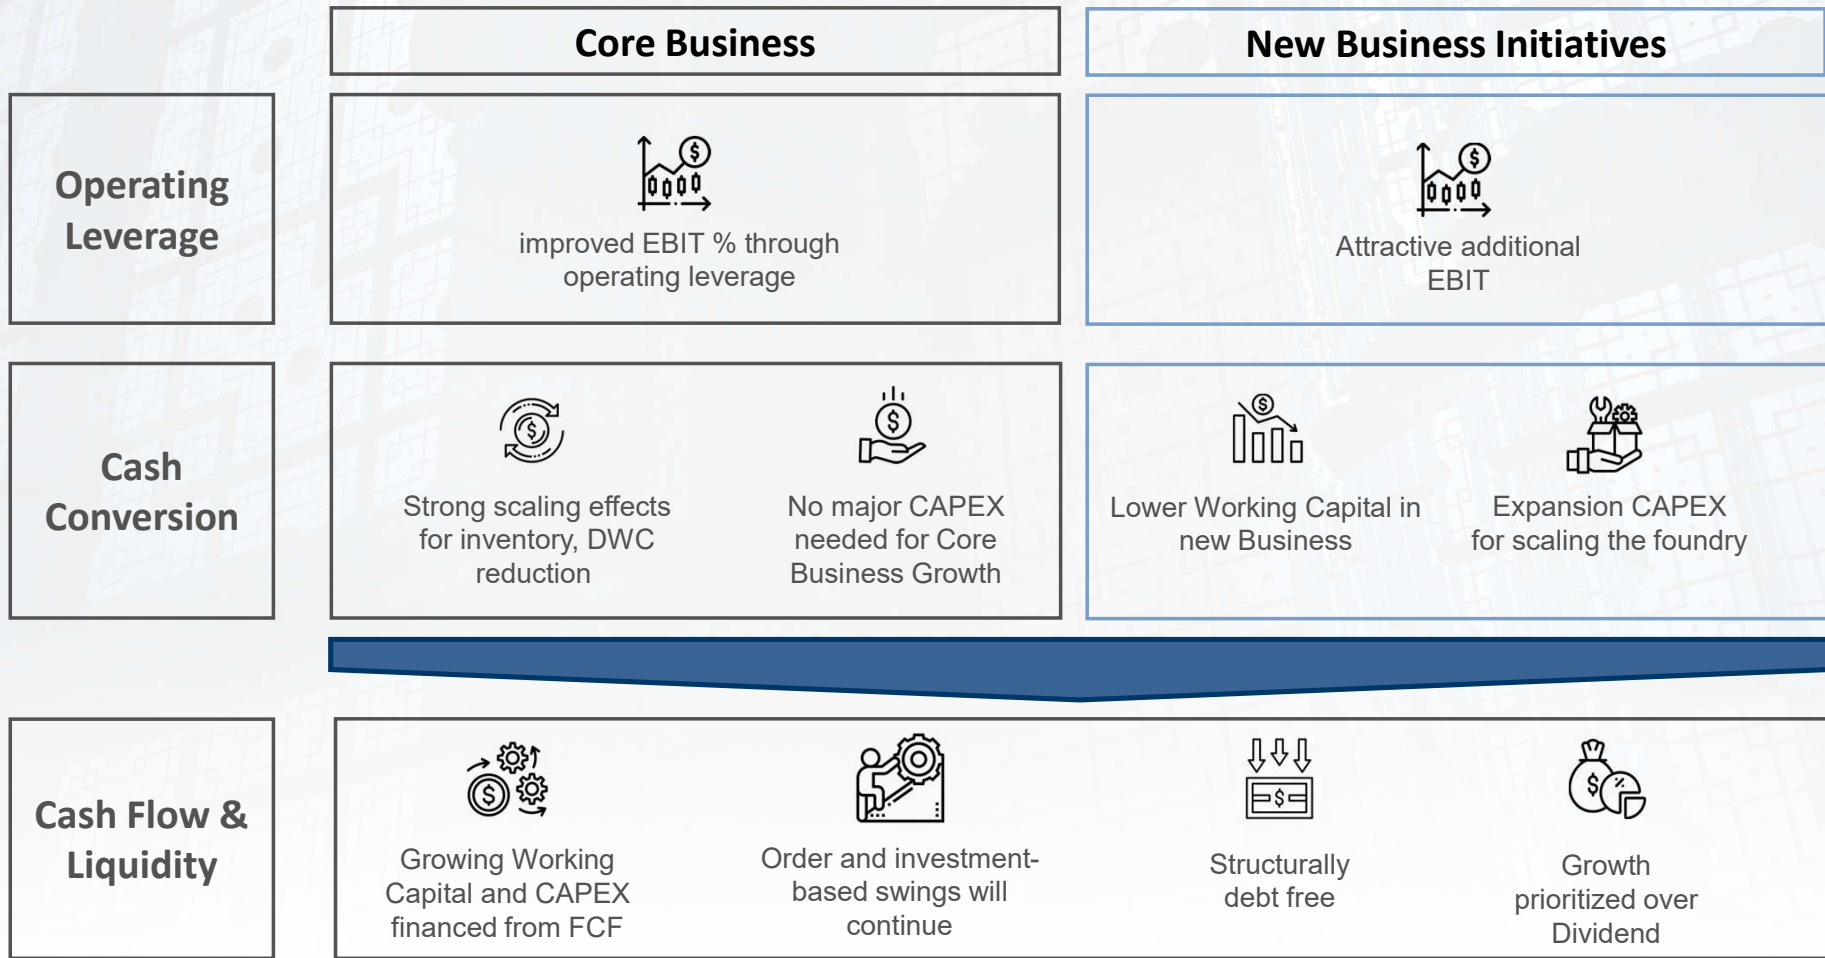 Core Business
New Business Initiatives
Operating
Leverage
improved EBIT % through
operating leverage
Attractive additional
EBIT
Cash
Conversion
Strong scaling effects
for inventory, DWC
reduction
No major CAPEX
needed for Core
Business Growth
Lower Working Capital in
new Business
Expansion CAPEX
for scaling the foundry
Cash Flow &
Liquidity
Growing Working
Capital and CAPEX
financed from FCF
Order and investment-
based swings will
continue
Structurally
debt free
Growth
prioritized over
Dividend